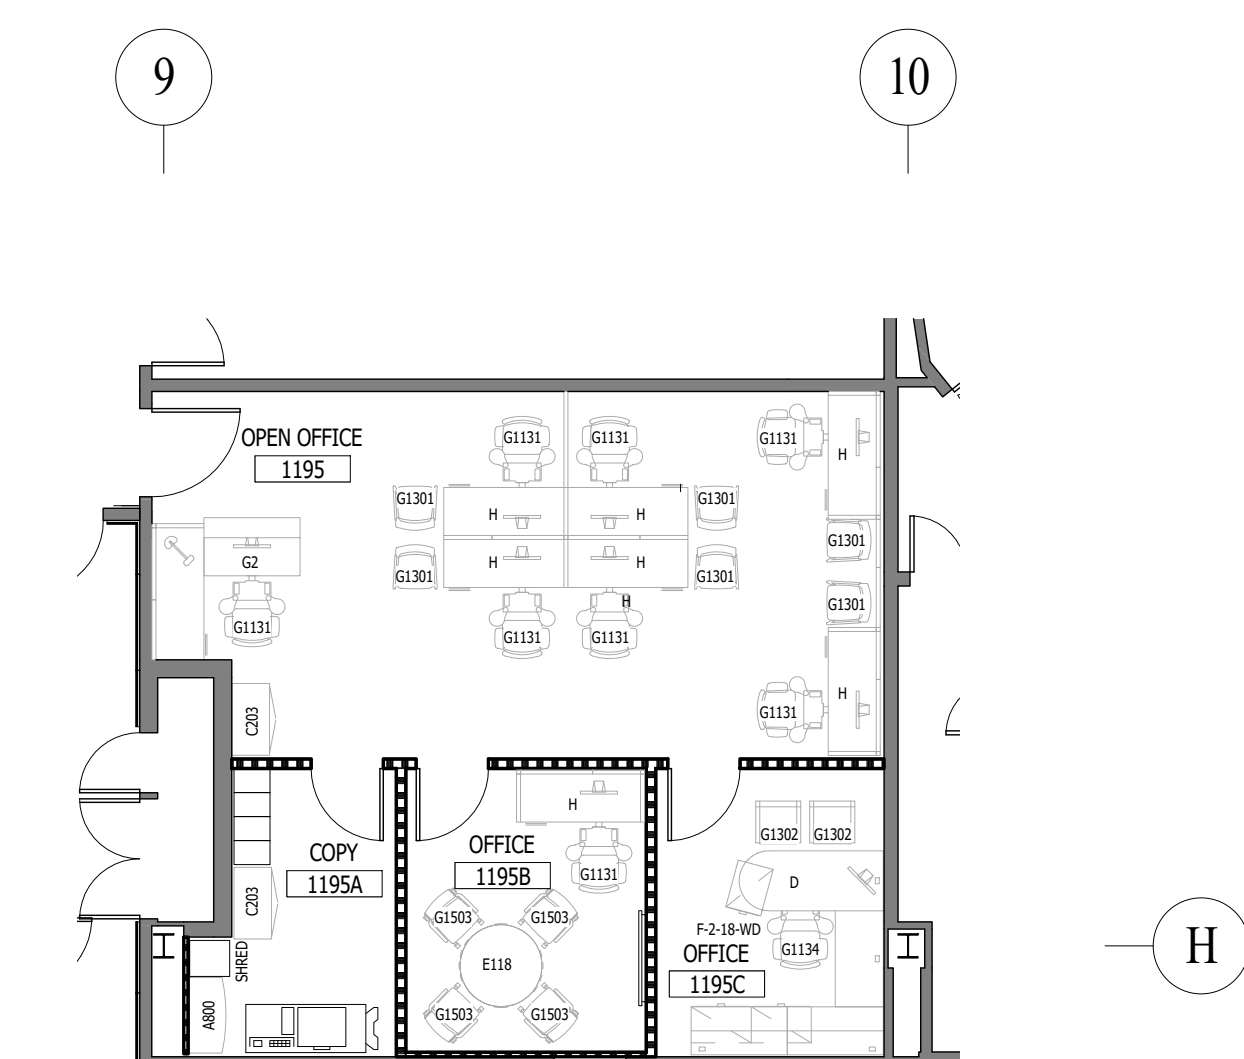 9
10
OPEN OFFICE
1195
G1131
G1131
G1131
H
G1301
G1301
H
H
G1301
G2
H
H
G1301
G1301
H
G1301
G1131
G1131
G1131
H
C203
G1131
H
G1302
G1302
COPY
1195A
OFFICE
1195B
G1131
D
C203
G1503
G1503
F-2-18-WD
OFFICE
1195C
G1134
H
H
H
SHRED
E118
A800
G1503
G1503